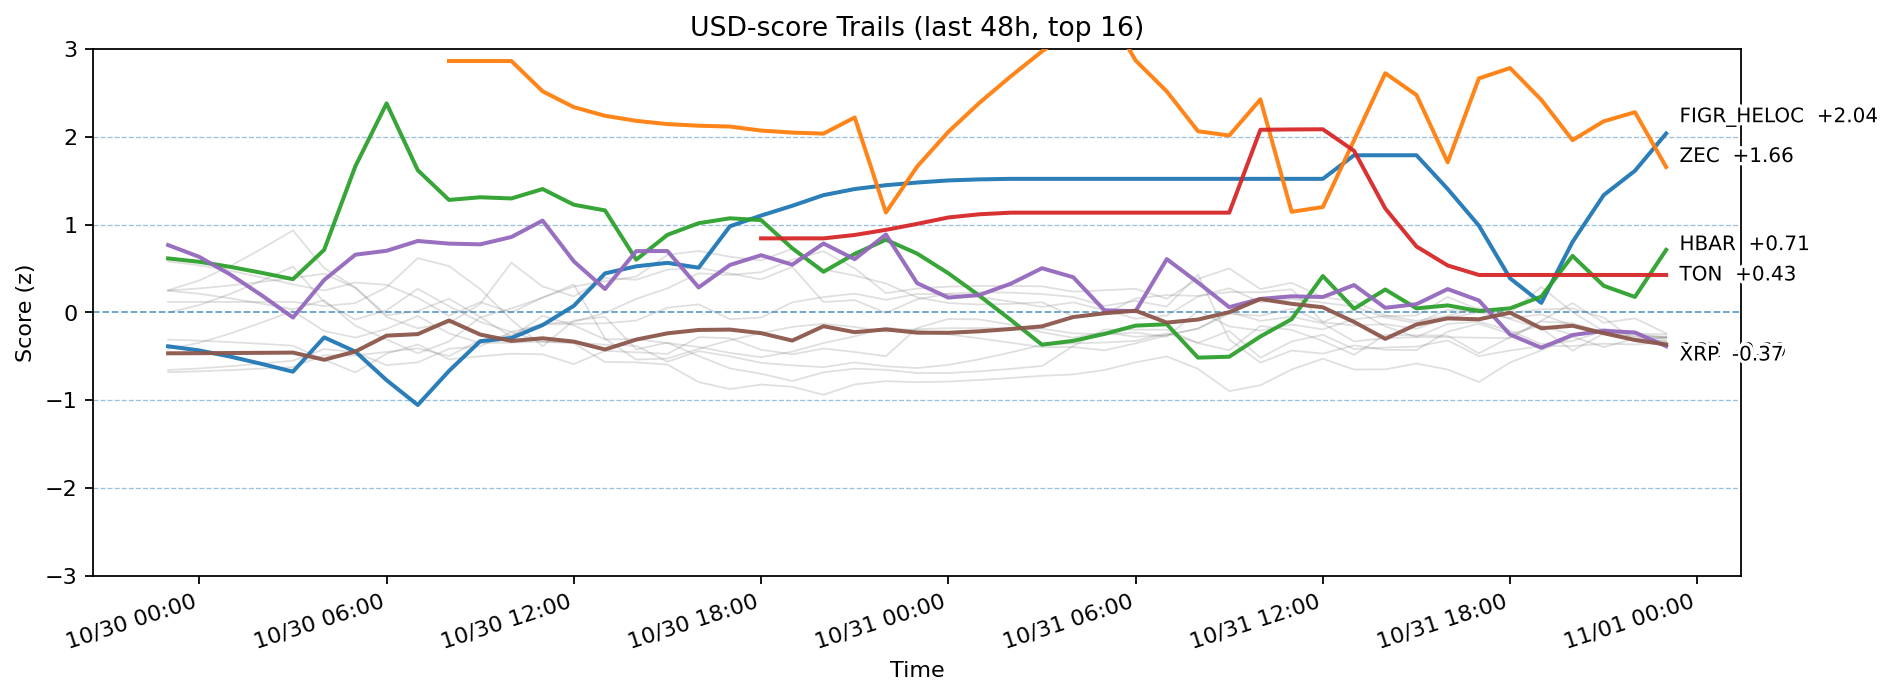 USD-score Trails (last 48h, top 16)
Score (z)
3
2
1
0
−1
−2
−3
FIGR_HELOC +2.04
ZEC +1.66
HBAR +0.71
TON +0.43
XRP -0.37
10/30 00:00
10/30 06:00
10/30 12:00
10/30 18:00
10/31 00:00
10/31 06:00
10/31 12:00
10/31 18:00
11/01 00:00
Time